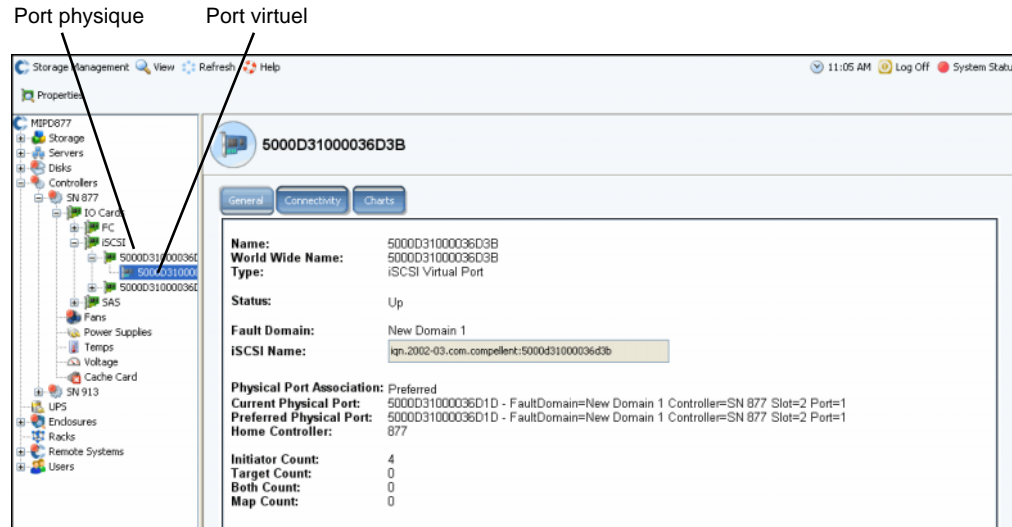 Port physique Port virtuel
Storage Management View Refresh Help 11:05 AM Log Off System Statu
Properties
MIPD877
Storage
Servers
Disks
Controllers
SN 877
IO Cards
FC
iSCSI
5000D31000036D
5000D31000
5000D31000036D
SAS
Fans
Power Supplies
Temps
Voltage
Cache Card
SN 913
UPS
Enclosures
Racks
Remote Systems
Users
5000D31000036D3B
General Connectivity Charts
Name: 5000D31000036D3B
World Wide Name: 5000D31000036D3B
Type: iSCSI Virtual Port
Status: Up
Fault Domain: New Domain 1
iSCSI Name: iqn.2002-03.com.compellent:5000d31000036d3b
Physical Port Association: Preferred
Current Physical Port: 5000D31000036D1D - FaultDomain=New Domain 1 Controller=SN 877 Slot=2 Port=1
Preferred Physical Port: 5000D31000036D1D - FaultDomain=New Domain 1 Controller=SN 877 Slot=2 Port=1
Home Controller: 877
Initiator Count: 4
Target Count: 0
Both Count: 0
Map Count: 0